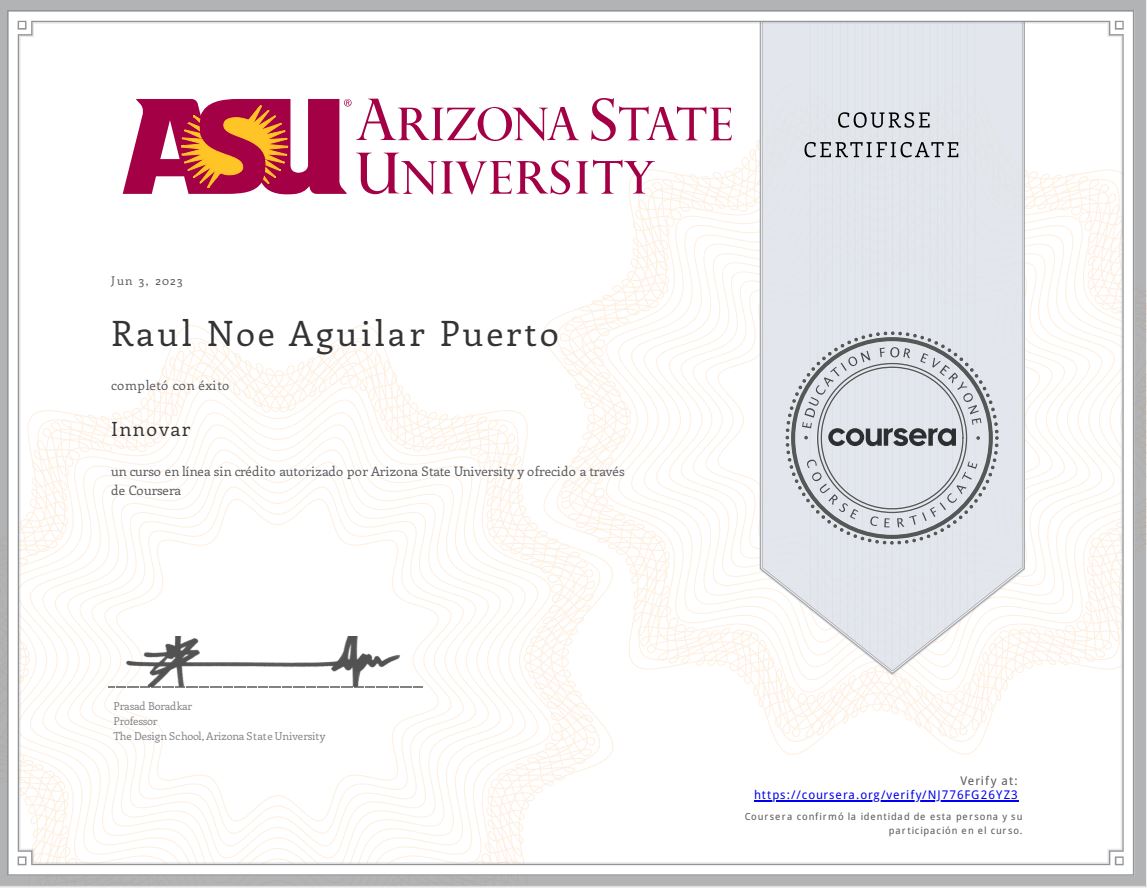 ASU® ARIZONA STATE
UNIVERSITY
COURSE
CERTIFICATE
Jun 3, 2023
Raul Noe Aguilar Puerto
completó con éxito
Innovar
un curso en línea sin crédito autorizado por Arizona State University y ofrecido a través
de Coursera
EDUCATION FOR EVERYONE
coursera
COURSE CERTIFICATE
Prasad Boradkar
Professor
The Design School, Arizona State University
Verify at:
https://coursera.org/verify/NJ776FG26YZ3
Coursera confirmó la identidad de esta persona y su
participación en el curso.